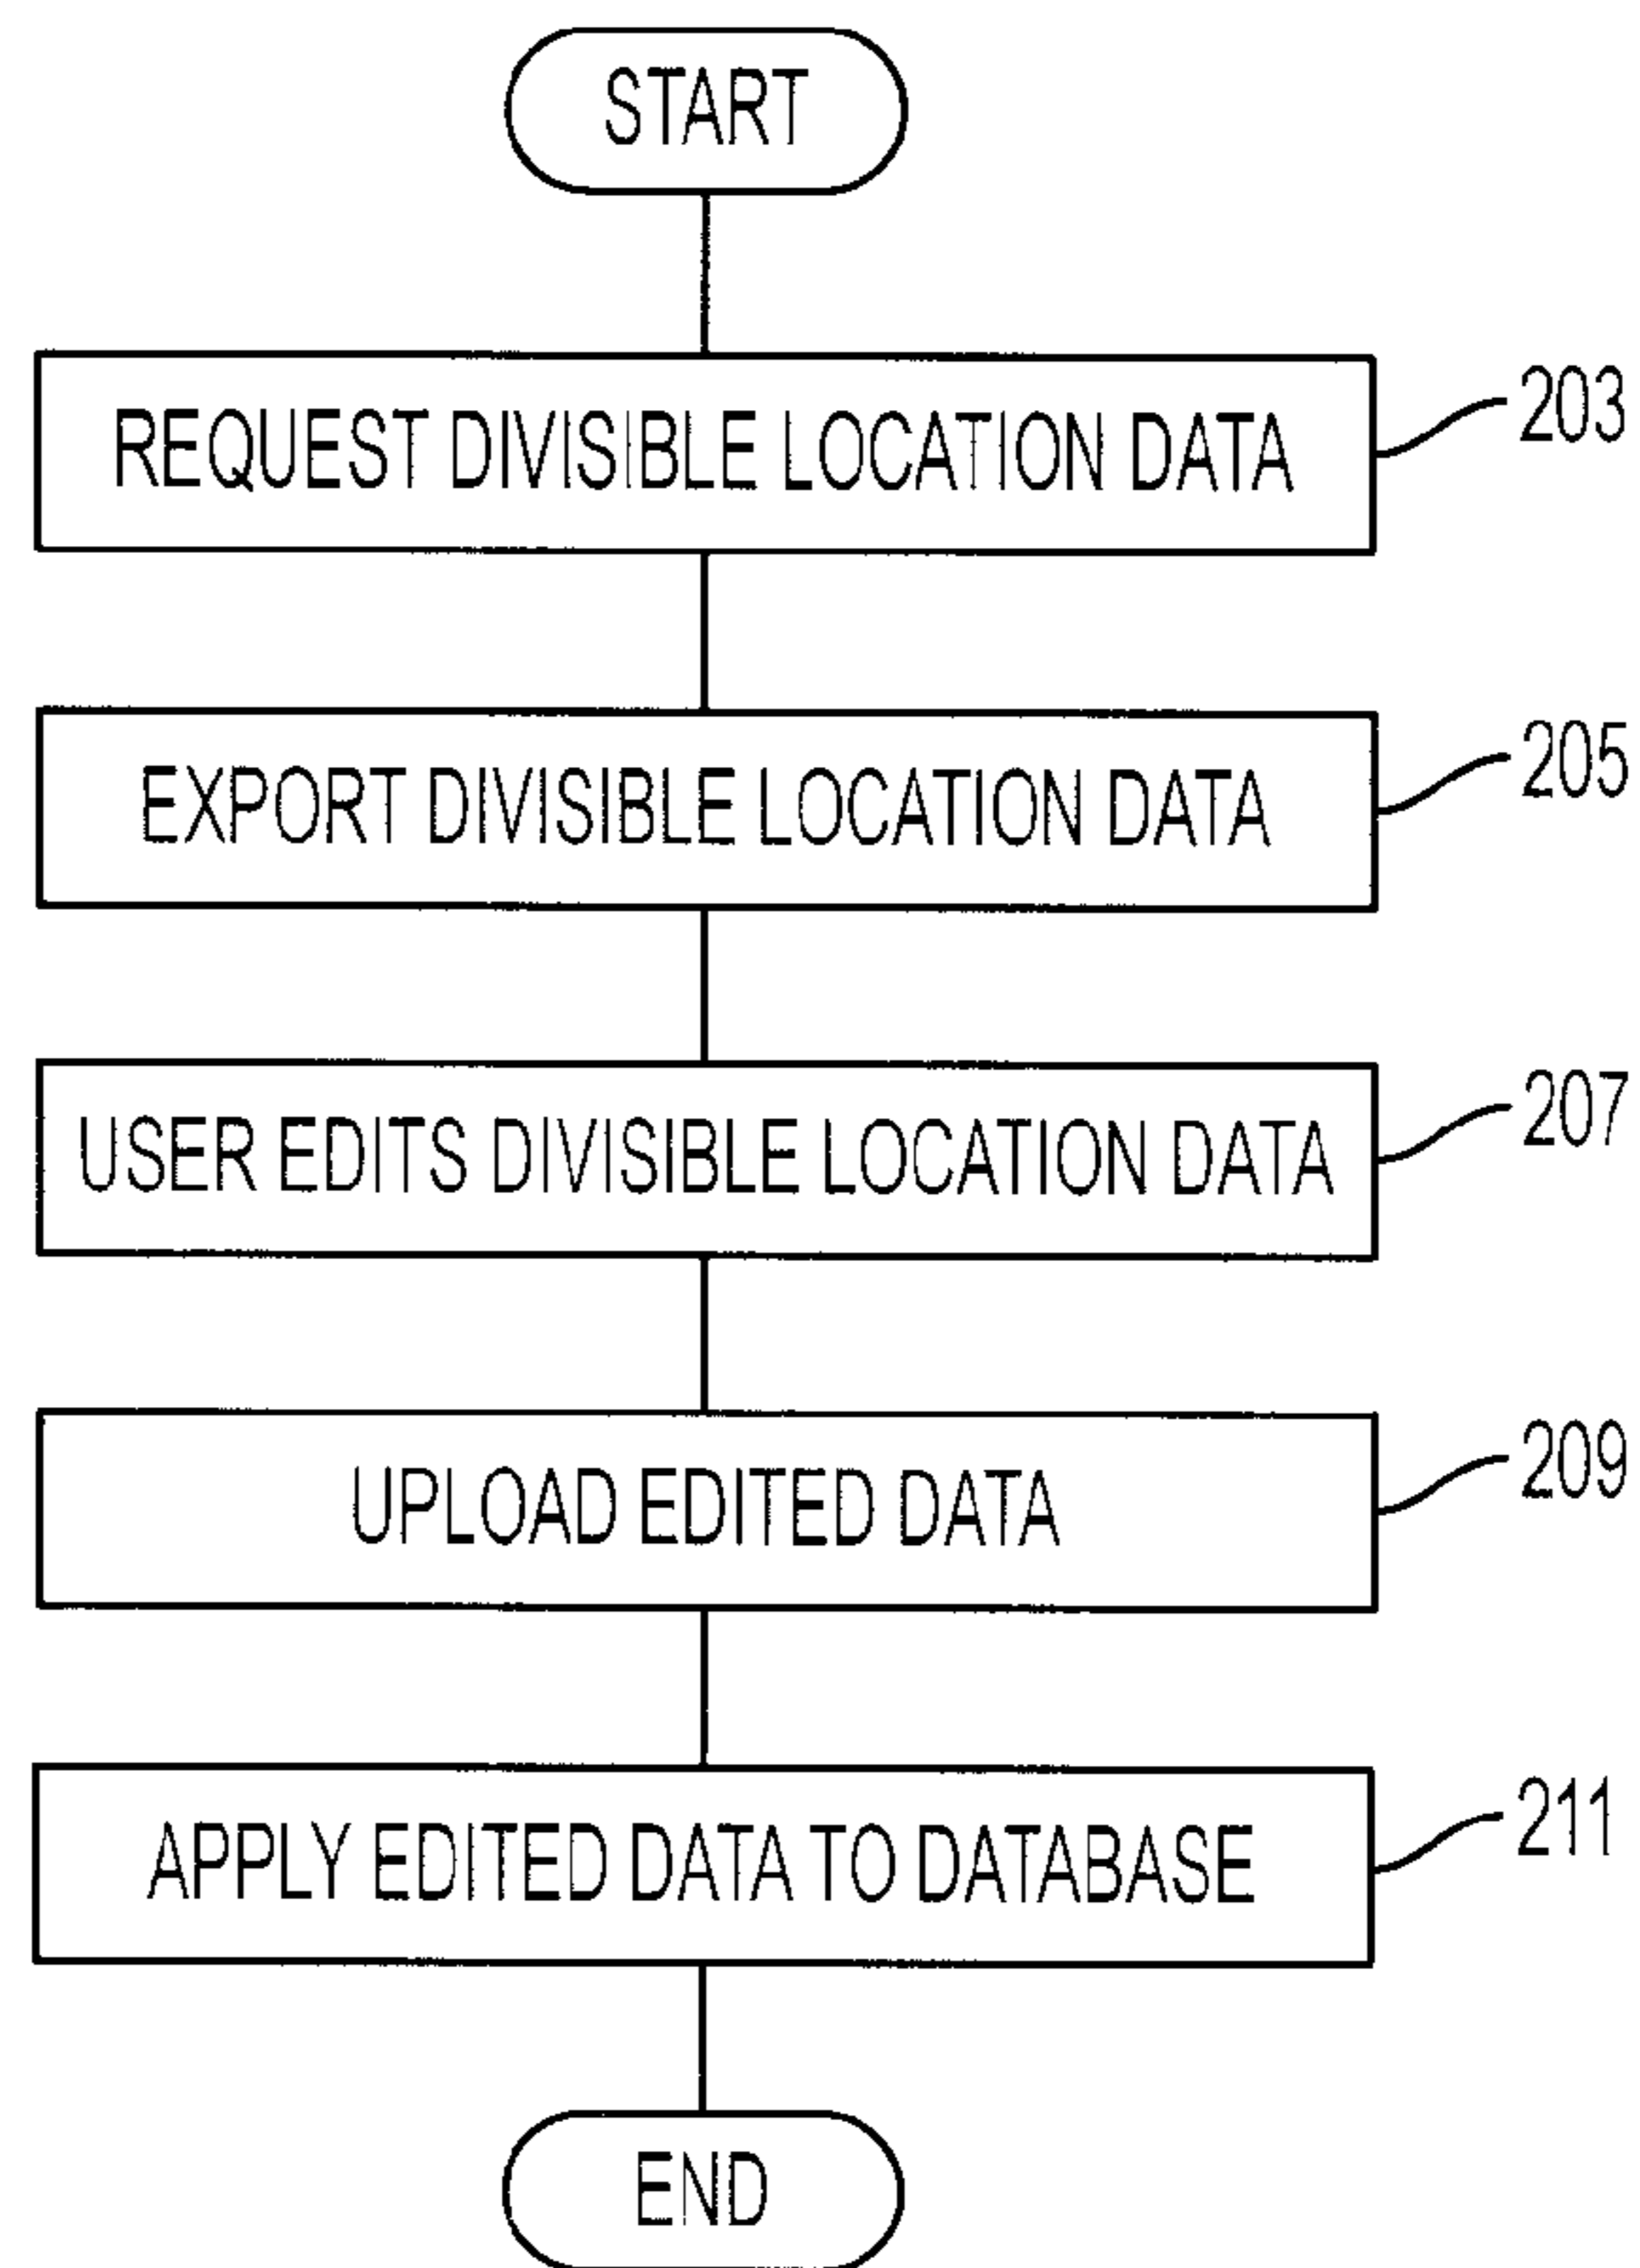 START
REQUEST DIVISIBLE LOCATION DATA
203
EXPORT DIVISIBLE LOCATION DATA
205
USER EDITS DIVISIBLE LOCATION DATA
207
UPLOAD EDITED DATA
209
APPLY EDITED DATA TO DATABASE
211
END